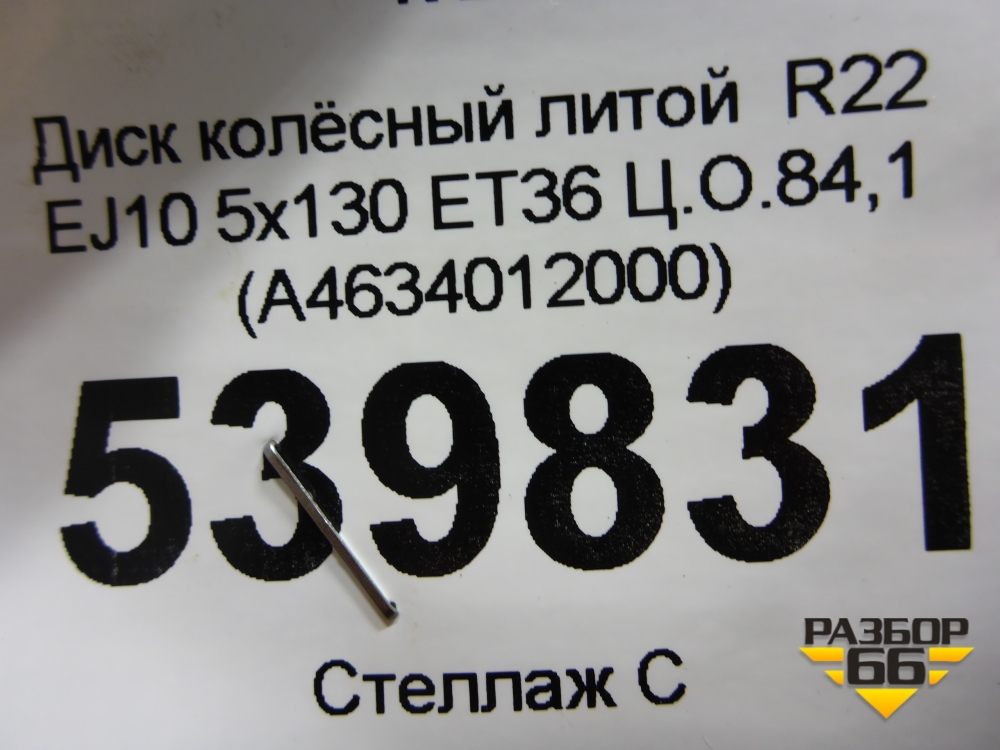 Диск колёсный литой R22
EJ10 5x130 ET36 Ц.О.84,1
(A4634012000)
539831
Стеллаж С
РАЗБОР
66